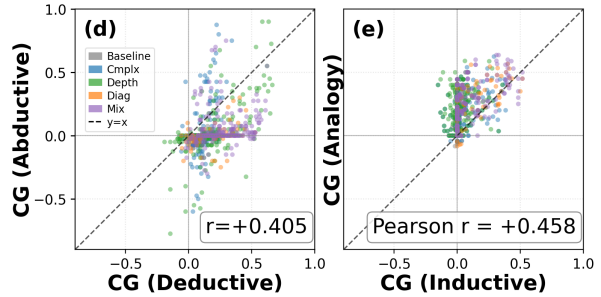 (d)
1.0
0.5
0.0
−0.5
CG (Abductive)
Baseline
Cmplx
Depth
Diag
Mix
y=x
r=+0.405
−0.5
0.0
0.5
1.0
CG (Deductive)
(e)
CG (Analogy)
Pearson r = +0.458
−0.5
0.0
0.5
1.0
CG (Inductive)